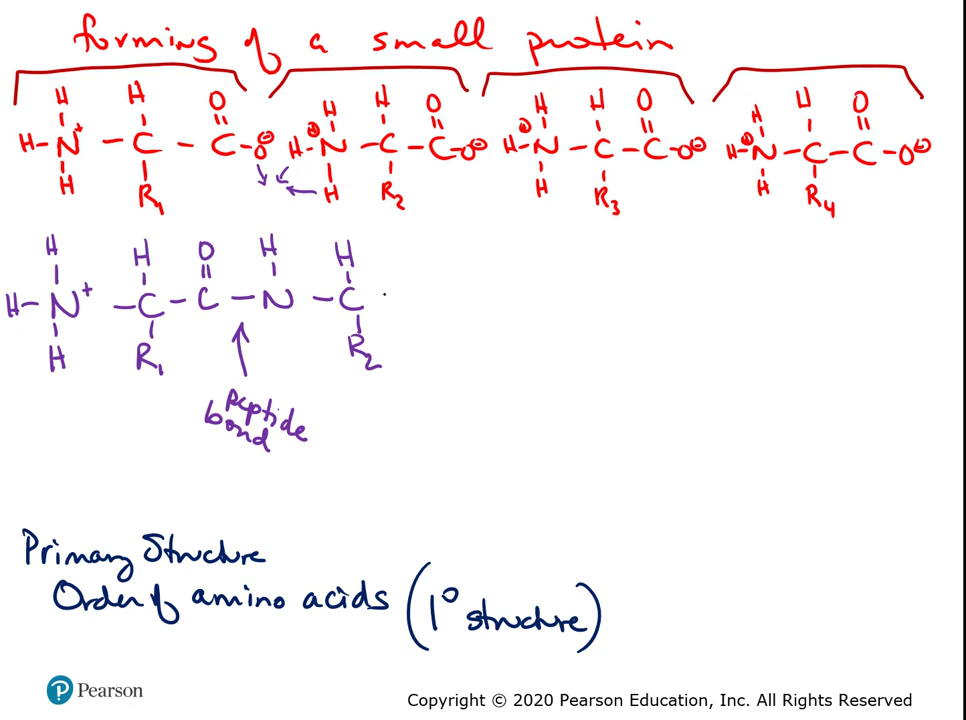 forming of a small protein
H H O H H O H H O H H O
H-N⁺ - C - C-O⊖ H-N⊕ - C - C-O⊖ H-N⊕ - C - C-O⊖ H-N⊕ - C - C-O⊖
H R₁ H R₂ H R₃ H R₄
H H O H H
H-N⁺ - C - C - N - C
H R₁ R₂
peptide
bond
Primary Structure
Order of amino acids (1° structure)
Pearson
Copyright © 2020 Pearson Education, Inc. All Rights Reserved